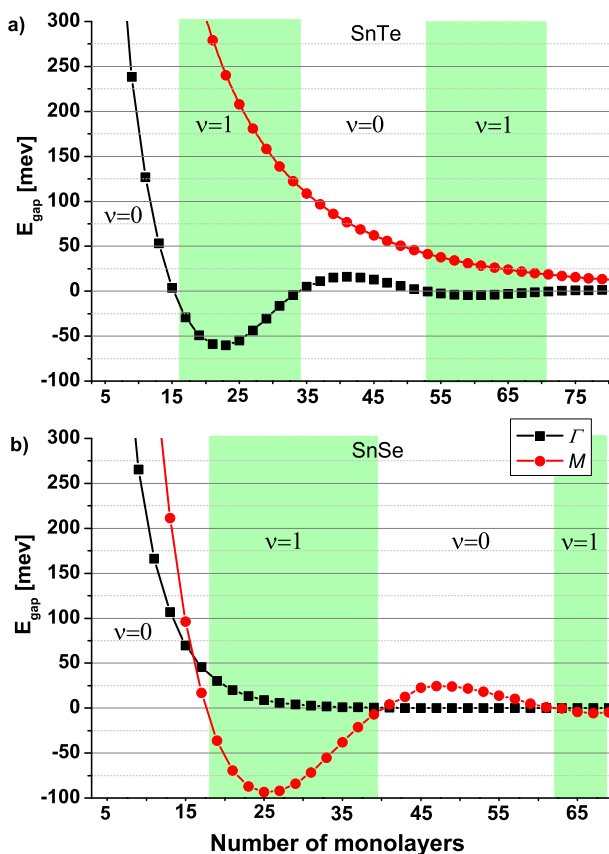 a)
SnTe
E_gap [mev]
300
250
200
150
100
50
0
-50
-100
ν=0
ν=1
ν=0
ν=1
5 15 25 35 45 55 65 75
b)
SnSe
Γ
M
E_gap [mev]
300
250
200
150
100
50
0
-50
-100
ν=0
ν=1
ν=0
ν=1
5 15 25 35 45 55 65
Number of monolayers